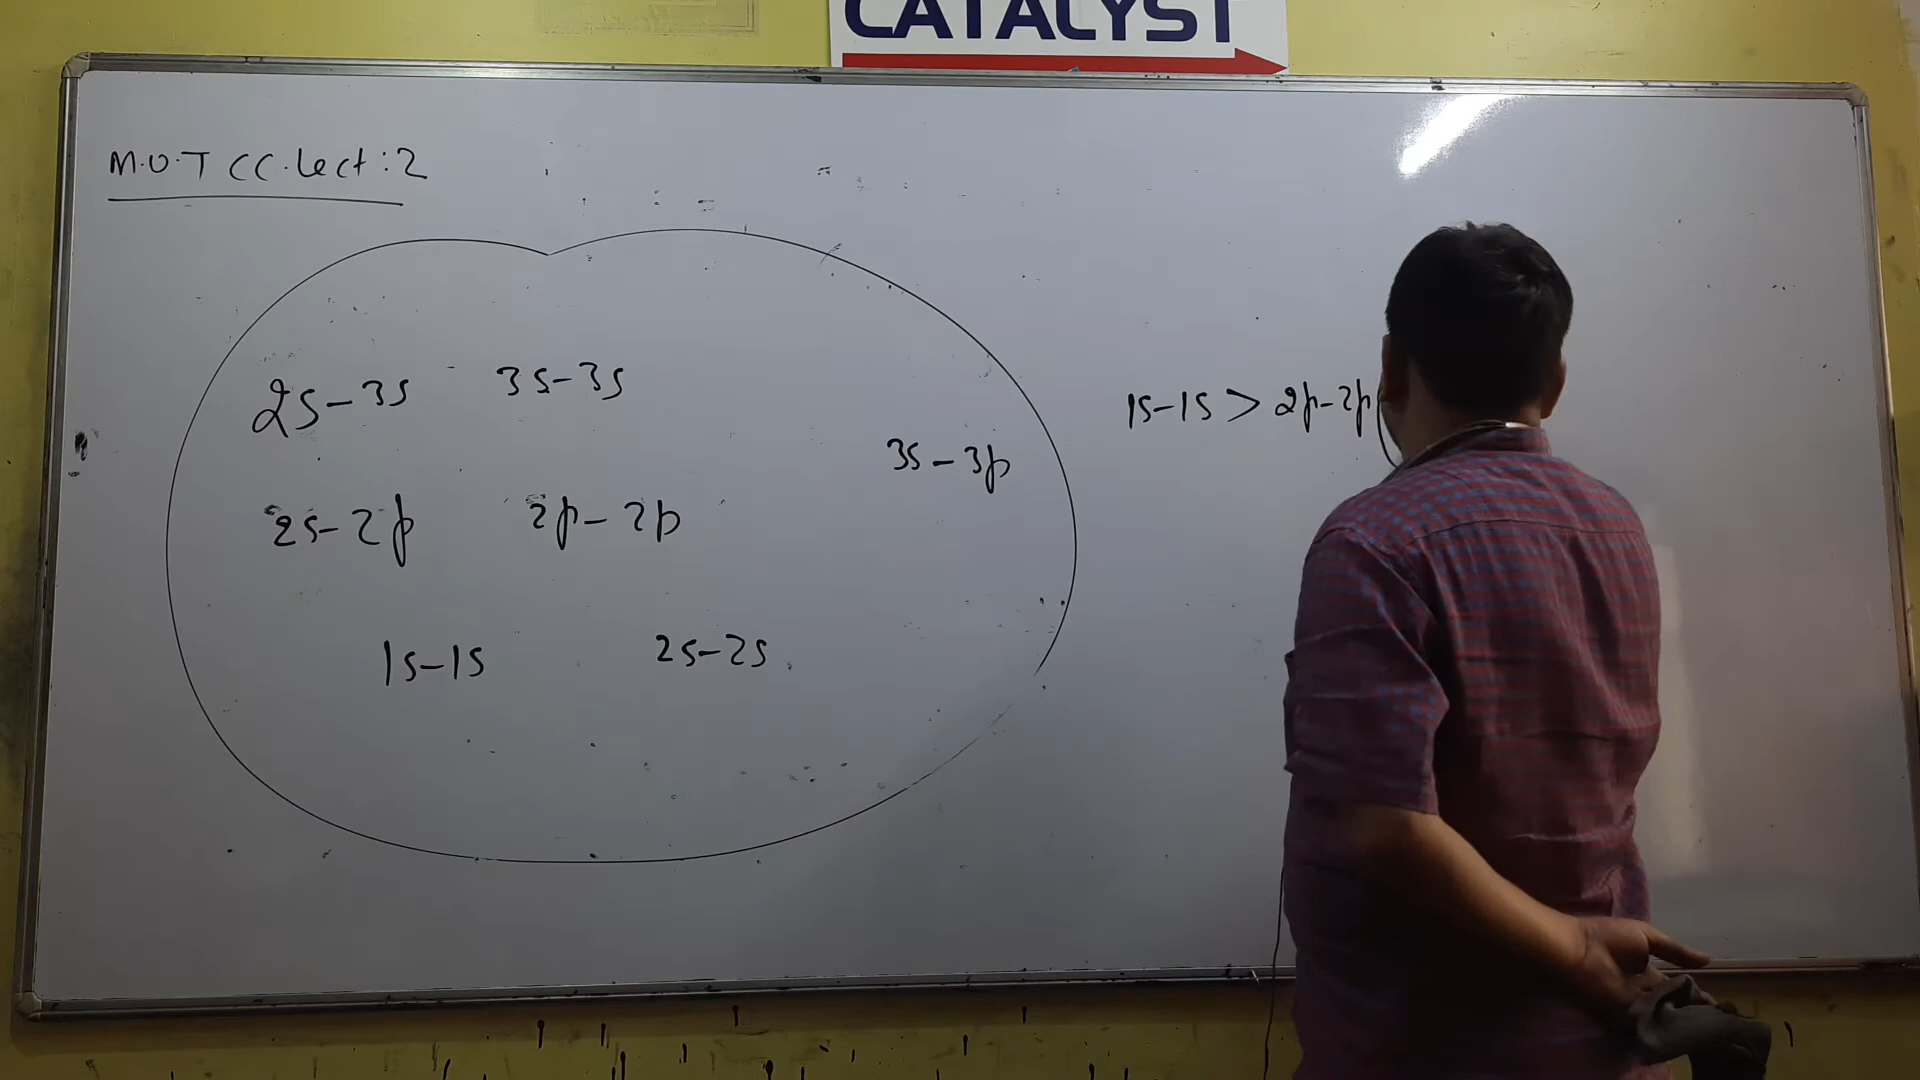 CATALYST
M.O.T CC.Lect:2
2s-3s 3s-3s
3s-3p
1s-1s > 2p-2p
2s-2p 2p-2p
1s-1s 2s-2s